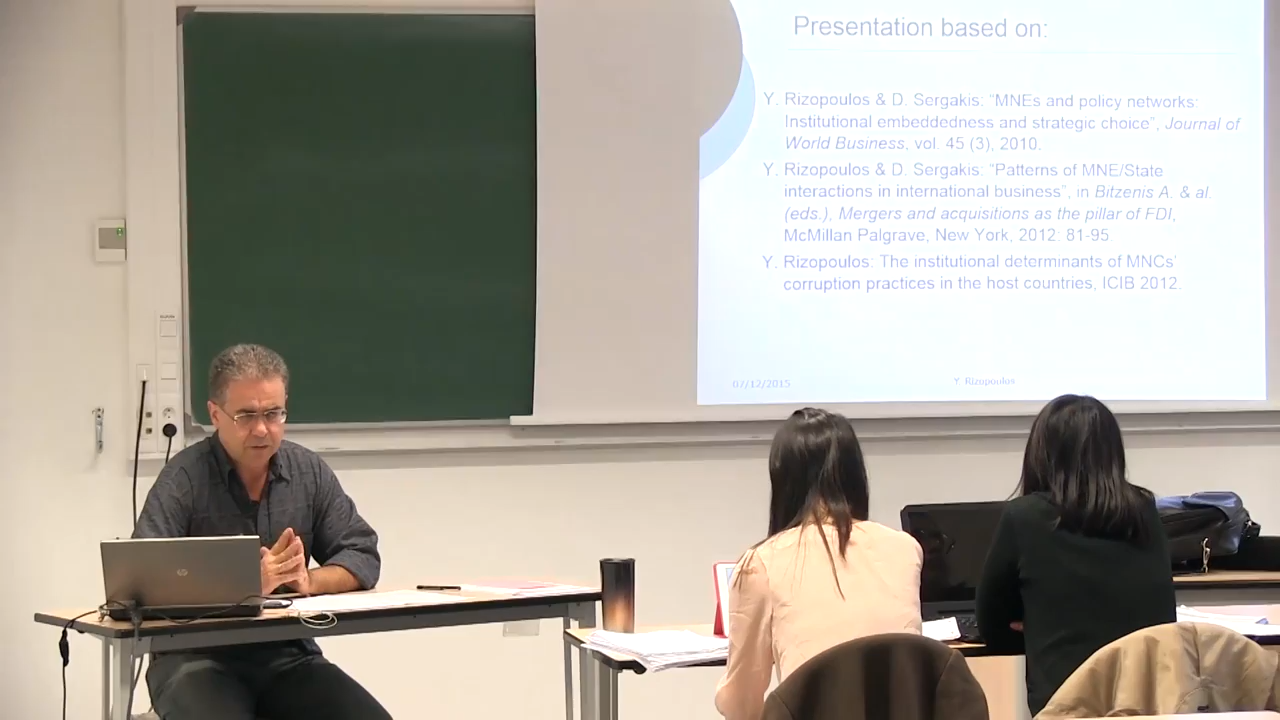 Presentation based on:
Y. Rizopoulos & D. Sergakis: “MNEs and policy networks:
Institutional embeddedness and strategic choice”, Journal of
World Business, vol. 45 (3), 2010.
Y. Rizopoulos & D. Sergakis: “Patterns of MNE/State
interactions in international business”, in Bitzenis A. & al.
(eds.), Mergers and acquisitions as the pillar of FDI,
McMillan Palgrave, New York, 2012: 81-95.
Y. Rizopoulos: The institutional determinants of MNCs’
corruption practices in the host countries, ICIB 2012.
07/12/2015
Y. Rizopoulos
hp